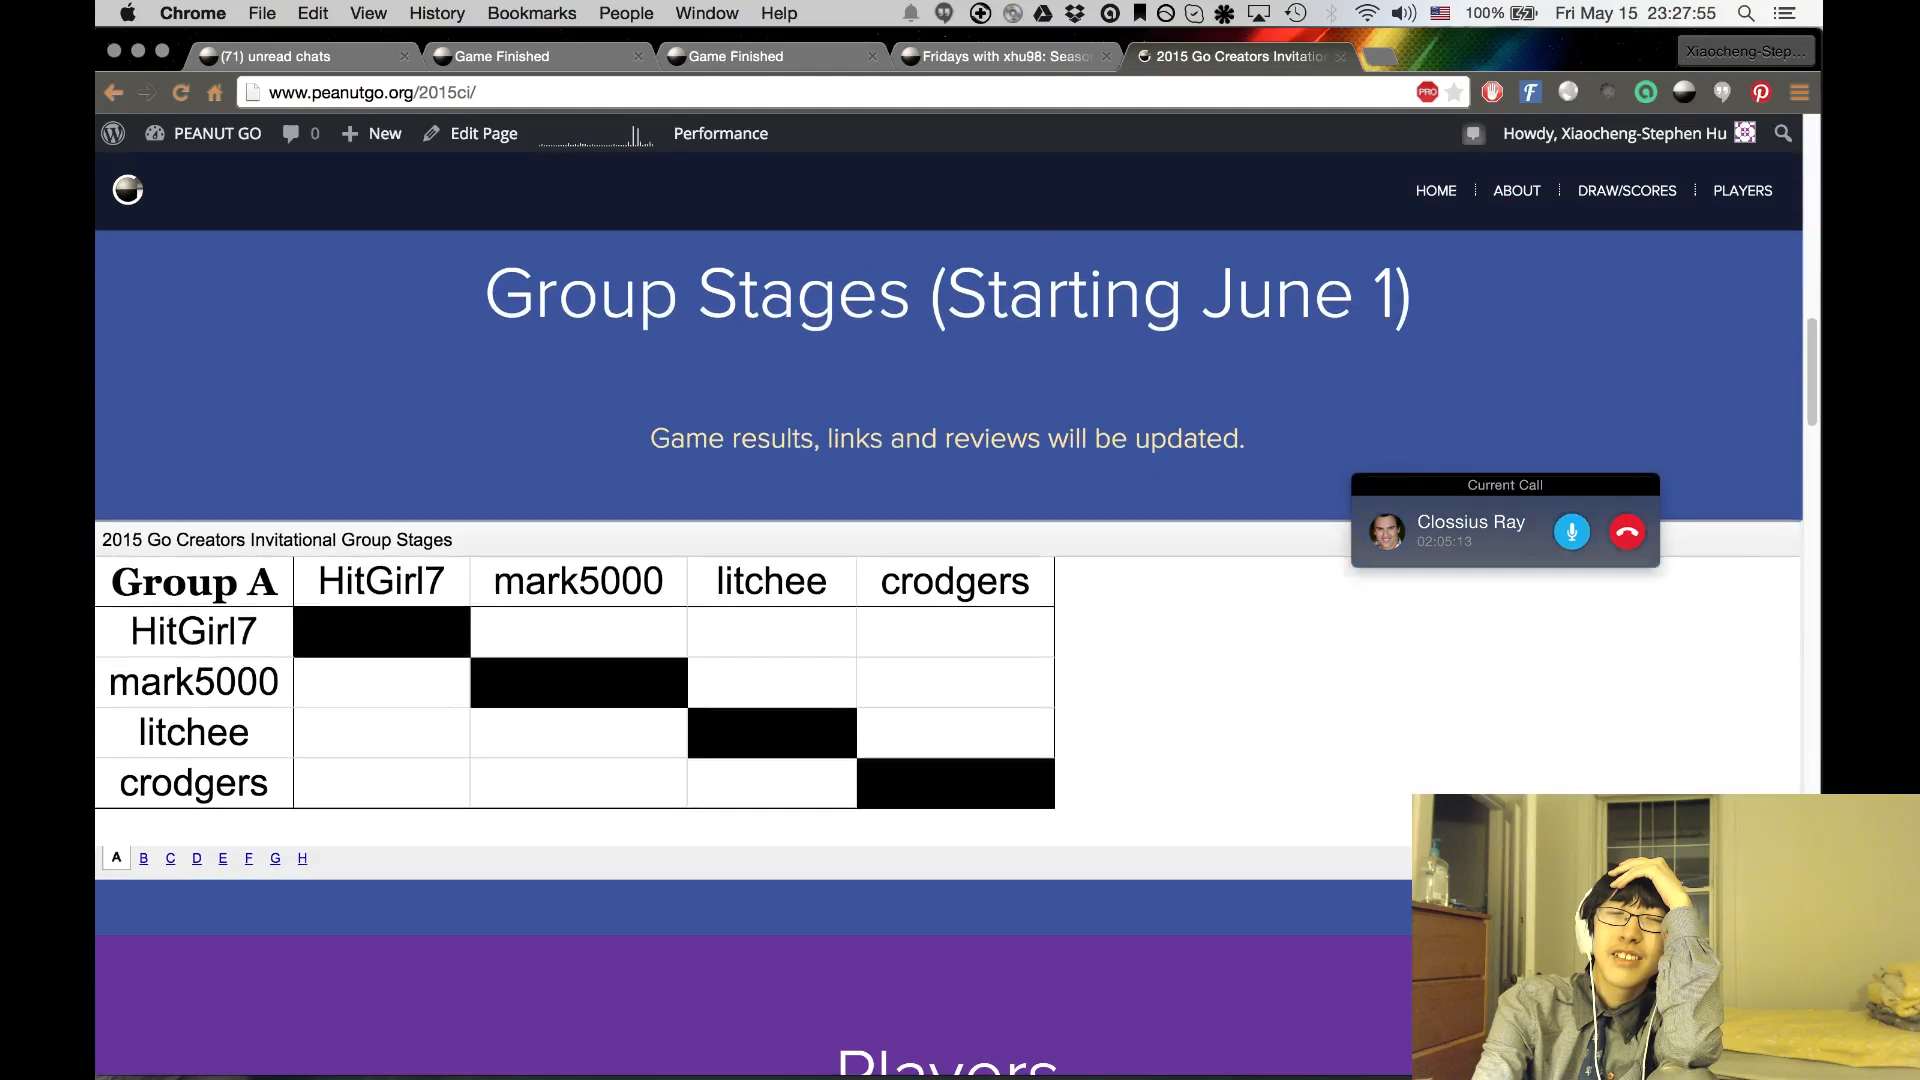 Chrome File Edit View History Bookmarks People Window Help 100% Fri May 15 23:27:55
(71) unread chats Game Finished Game Finished Fridays with xhu98: Seaso 2015 Go Creators Invitatio Xiaocheng-Step...
www.peanutgo.org/2015ci/ PRO
PEANUT GO 0 New Edit Page Performance Howdy, Xiaocheng-Stephen Hu
HOME ABOUT DRAW/SCORES PLAYERS
Group Stages (Starting June 1)
Game results, links and reviews will be updated.
Current Call
Clossius Ray
02:05:13
2015 Go Creators Invitational Group Stages
Group A HitGirl7 mark5000 litchee crodgers
HitGirl7
mark5000
litchee
crodgers
A B C D E F G H
Players